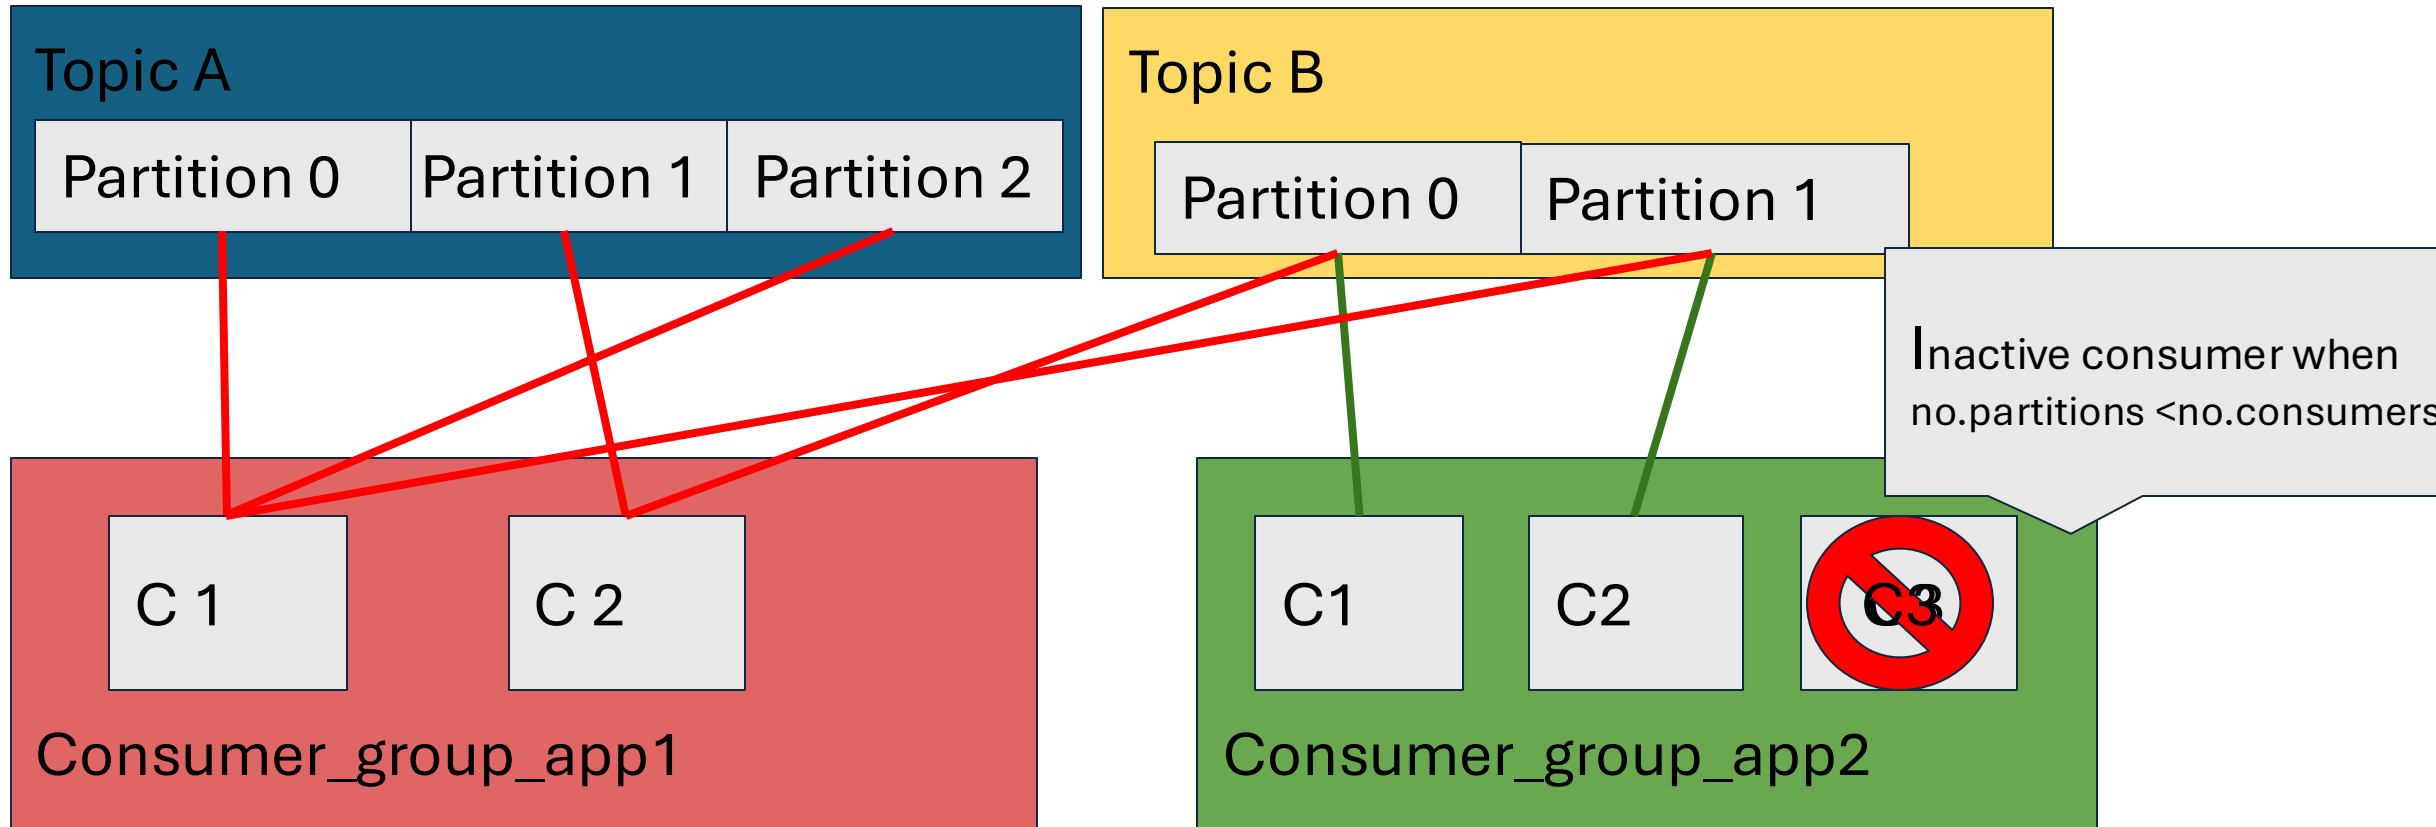 Topic A
Partition 0
Partition 1
Partition 2
Topic B
Partition 0
Partition 1
Inactive consumer when
no.partitions <no.consumers
C 1
C 2
Consumer_group_app1
C1
C2
C3
Consumer_group_app2